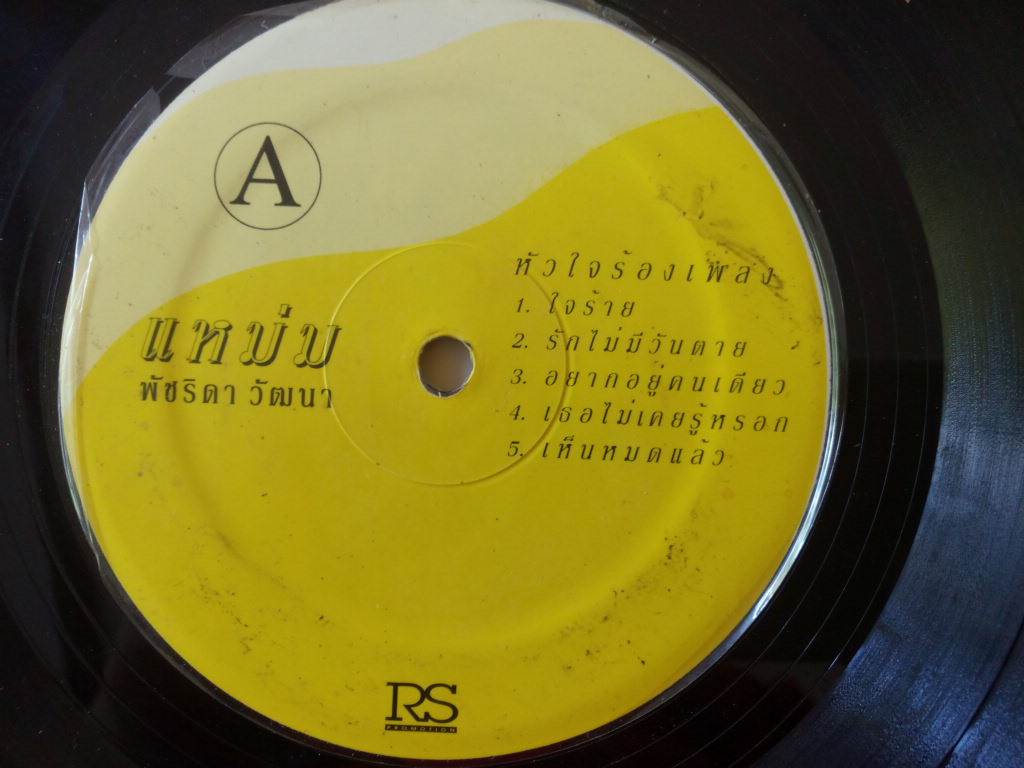 A
แหม่ม
พัชริดา วัฒนา
หัวใจร้องเพลง
1. ใจร้าย
2. รักไม่มีวันตาย
3. อยากอยู่คนเดียว
4. เธอไม่เคยรู้หรอก
5. เห็นหมดแล้ว
RS
PROMOTION